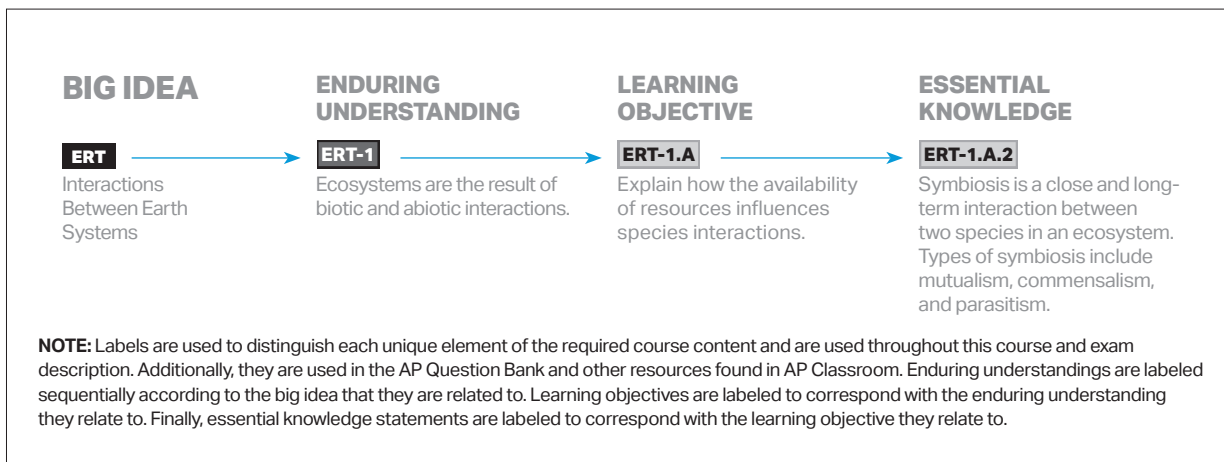 BIG IDEA
ERT
Interactions
Between Earth
Systems
ENDURING
UNDERSTANDING
ERT-1
Ecosystems are the result of
biotic and abiotic interactions.
LEARNING
OBJECTIVE
ERT-1.A
Explain how the availability
of resources influences
species interactions.
ESSENTIAL
KNOWLEDGE
ERT-1.A.2
Symbiosis is a close and long-
term interaction between
two species in an ecosystem.
Types of symbiosis include
mutualism, commensalism,
and parasitism.
NOTE: Labels are used to distinguish each unique element of the required course content and are used throughout this course and exam
description. Additionally, they are used in the AP Question Bank and other resources found in AP Classroom. Enduring understandings are labeled
sequentially according to the big idea that they are related to. Learning objectives are labeled to correspond with the enduring understanding
they relate to. Finally, essential knowledge statements are labeled to correspond with the learning objective they relate to.